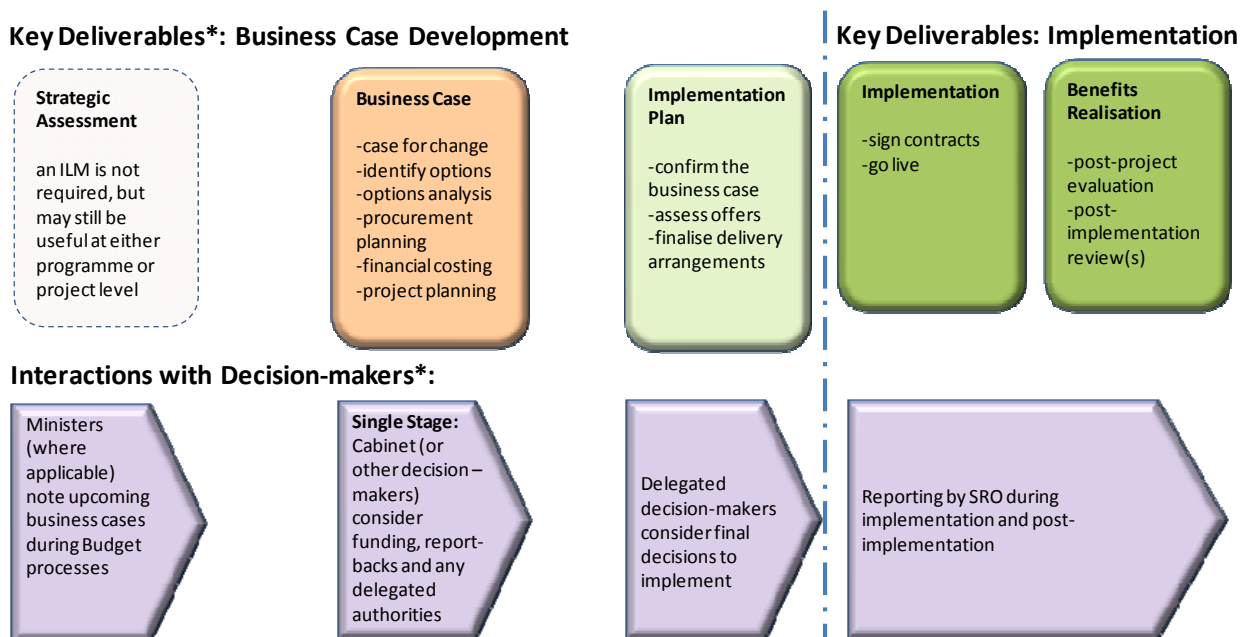 Key Deliverables*: Business Case Development
Key Deliverables: Implementation
Strategic
Assessment
an ILM is not
required, but
may still be
useful at either
programme or
project level
Business Case
-case for change
-identify options
-options analysis
-procurement
planning
-financial costing
-project planning
Implementation
Plan
-confirm the
business case
-assess offers
-finalise delivery
arrangements
Implementation
-sign contracts
-go live
Benefits
Realisation
-post-project
evaluation
-post-
implementation
review(s)
Interactions with Decision-makers*:
Ministers
(where
applicable)
note upcoming
business cases
during Budget
processes
Single Stage:
Cabinet (or
other decision –
makers)
consider
funding, report-
backs and any
delegated
authorities
Delegated
decision-makers
consider final
decisions to
implement
Reporting by SRO during
implementation and post-
implementation